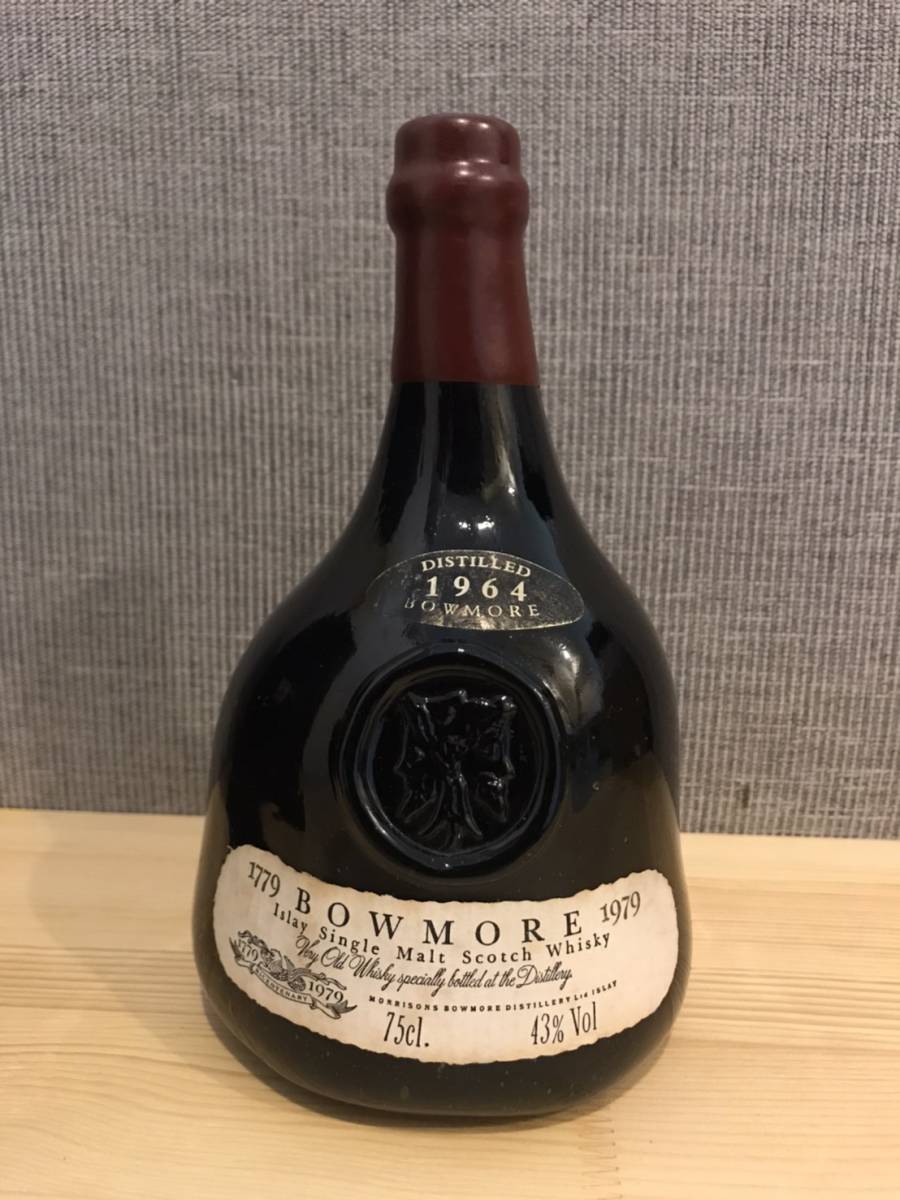 DISTILLED
1964
BOWMORE
1779 BOWMORE 1979
Islay Single Malt Scotch Whisky
Very Old Whisky specially bottled at the Distillery.
1779
BICENTENARY
1979
MORRISONS BOWMORE DISTILLERY Ltd ISLAY
75cl. 43% Vol